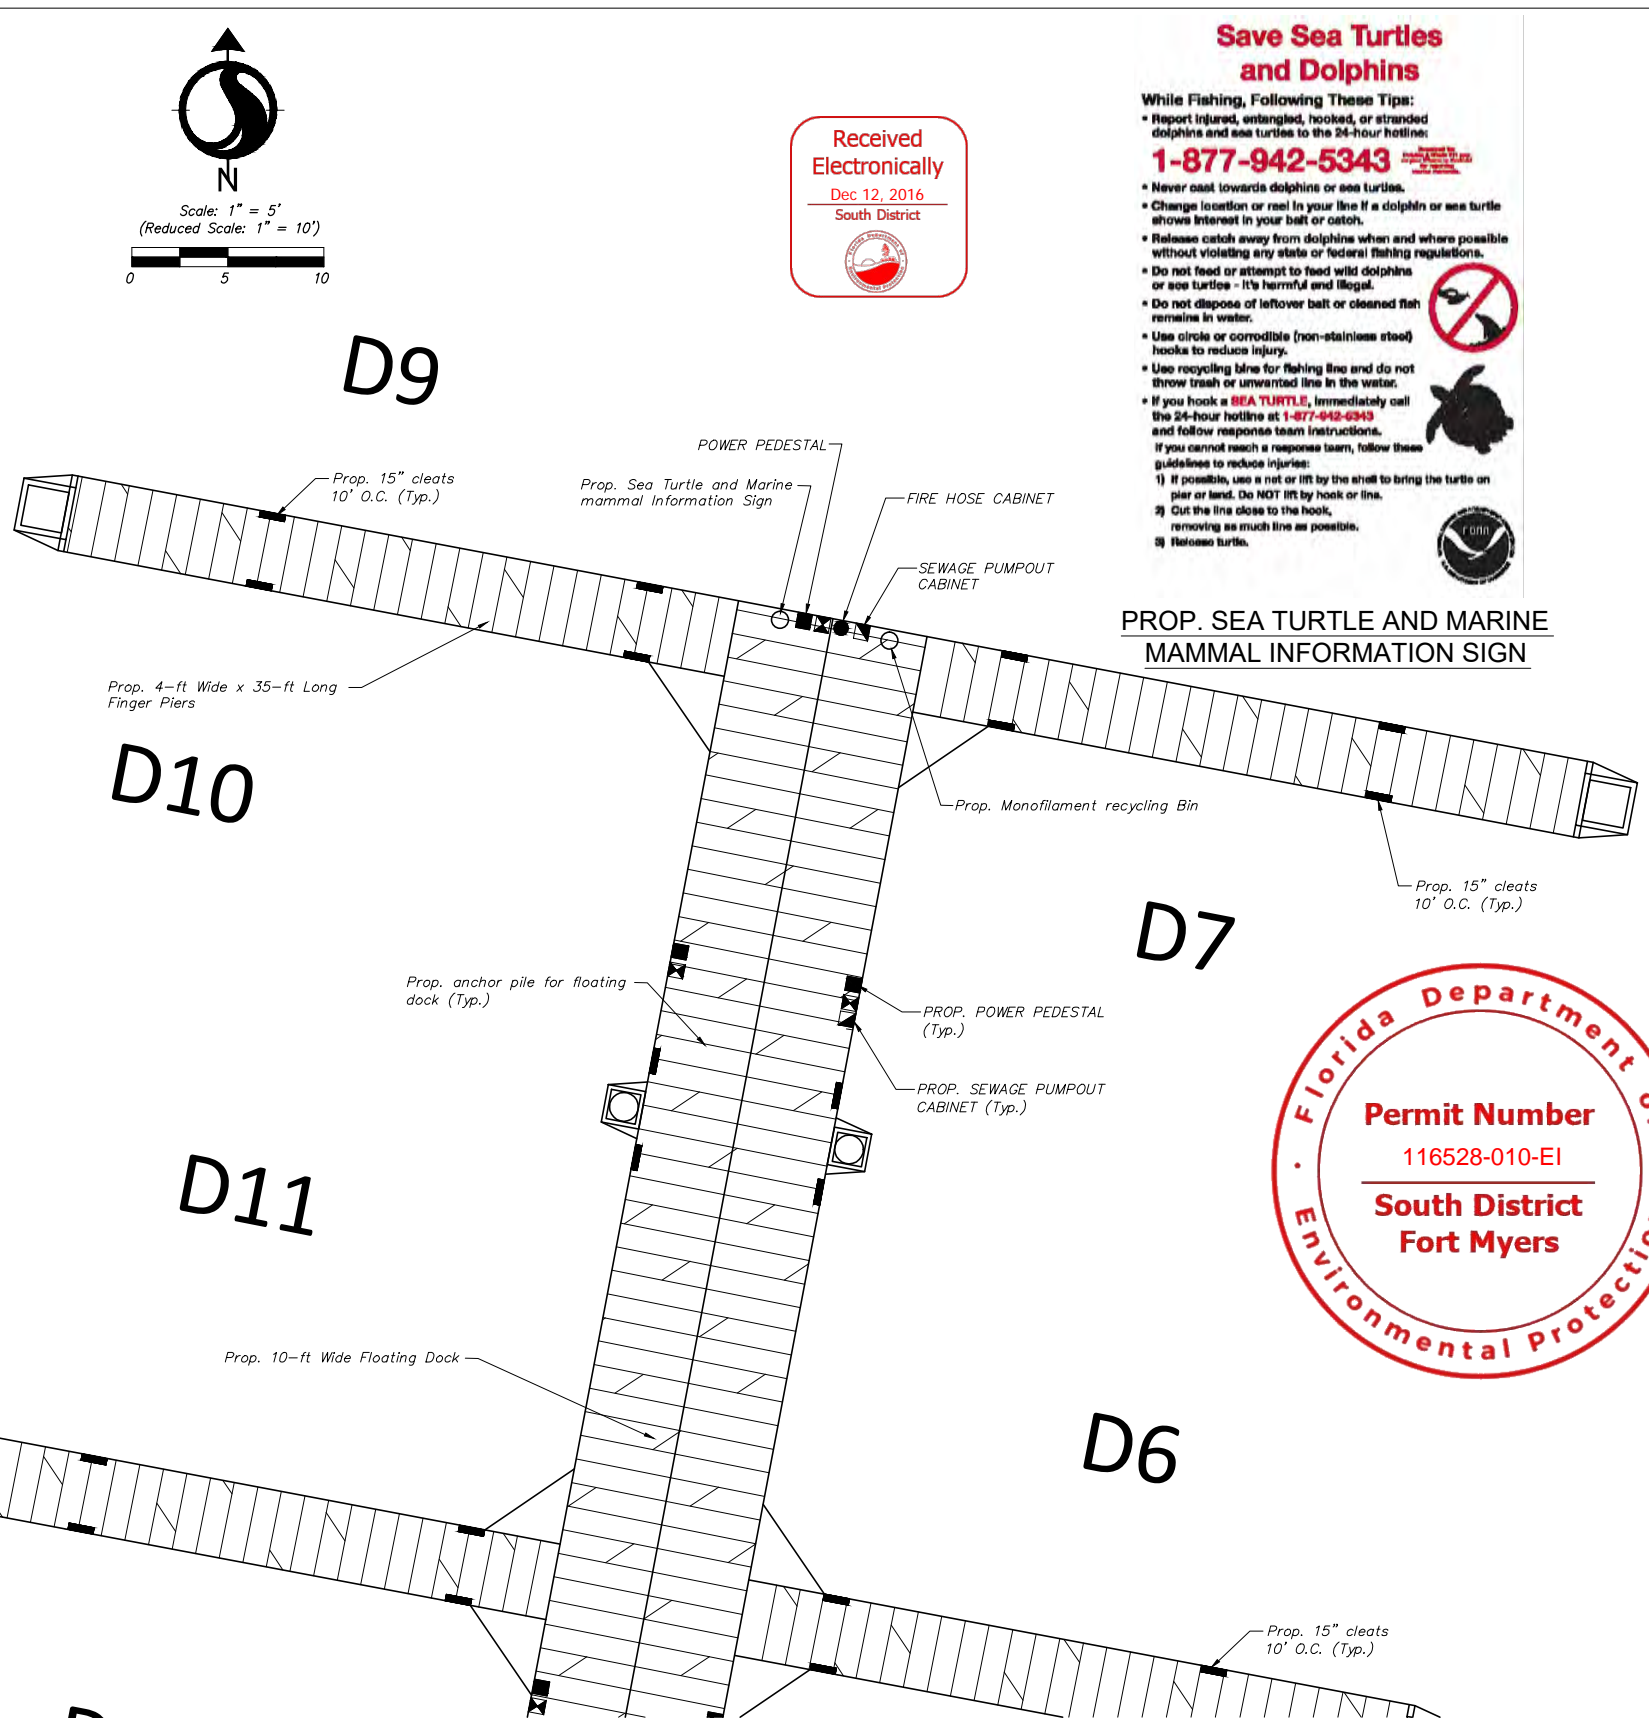 N
Scale: 1" = 5'
(Reduced Scale: 1" = 10')
0 5 10
Received
Electronically
Dec 12, 2016
South District
Save Sea Turtles
and Dolphins
While Fishing, Following These Tips:
• Report injured, entangled, hooked, or stranded
dolphins and sea turtles to the 24-hour hotline:
1-877-942-5343
• Never cast towards dolphins or sea turtles.
• Change location or reel in your line if a dolphin or sea turtle
shows interest in your bait or catch.
• Release catch away from dolphins when and where possible
without violating any state or federal fishing regulations.
• Do not feed or attempt to feed wild dolphins
or sea turtles - It's harmful and illegal.
• Do not dispose of leftover bait or cleaned fish
remains in water.
• Use circle or corrodible (non-stainless steel)
hooks to reduce injury.
• Use recycling bins for fishing line and do not
throw trash or unwanted line in the water.
• If you hook a SEA TURTLE, immediately call
the 24-hour hotline at 1-877-942-5343
and follow response team instructions.
If you cannot reach a response team, follow these
guidelines to reduce injuries:
1) If possible, use a net or lift by the shell to bring the turtle on
pier or land. Do NOT lift by hook or line.
2) Cut the line close to the hook,
removing as much line as possible.
3) Release turtle.
PROP. SEA TURTLE AND MARINE
MAMMAL INFORMATION SIGN
D9
POWER PEDESTAL
Prop. 15" cleats
10' O.C. (Typ.)
Prop. Sea Turtle and Marine
mammal Information Sign
FIRE HOSE CABINET
SEWAGE PUMPOUT
CABINET
Prop. 4-ft Wide x 35-ft Long
Finger Piers
D10
Prop. Monofilament recycling Bin
Prop. 15" cleats
10' O.C. (Typ.)
D7
Prop. anchor pile for floating
dock (Typ.)
PROP. POWER PEDESTAL
(Typ.)
PROP. SEWAGE PUMPOUT
CABINET (Typ.)
Florida Department of
Environmental Protection
Permit Number
116528-010-EI
South District
Fort Myers
D11
Prop. 10-ft Wide Floating Dock
D6
Prop. 15" cleats
10' O.C. (Typ.)